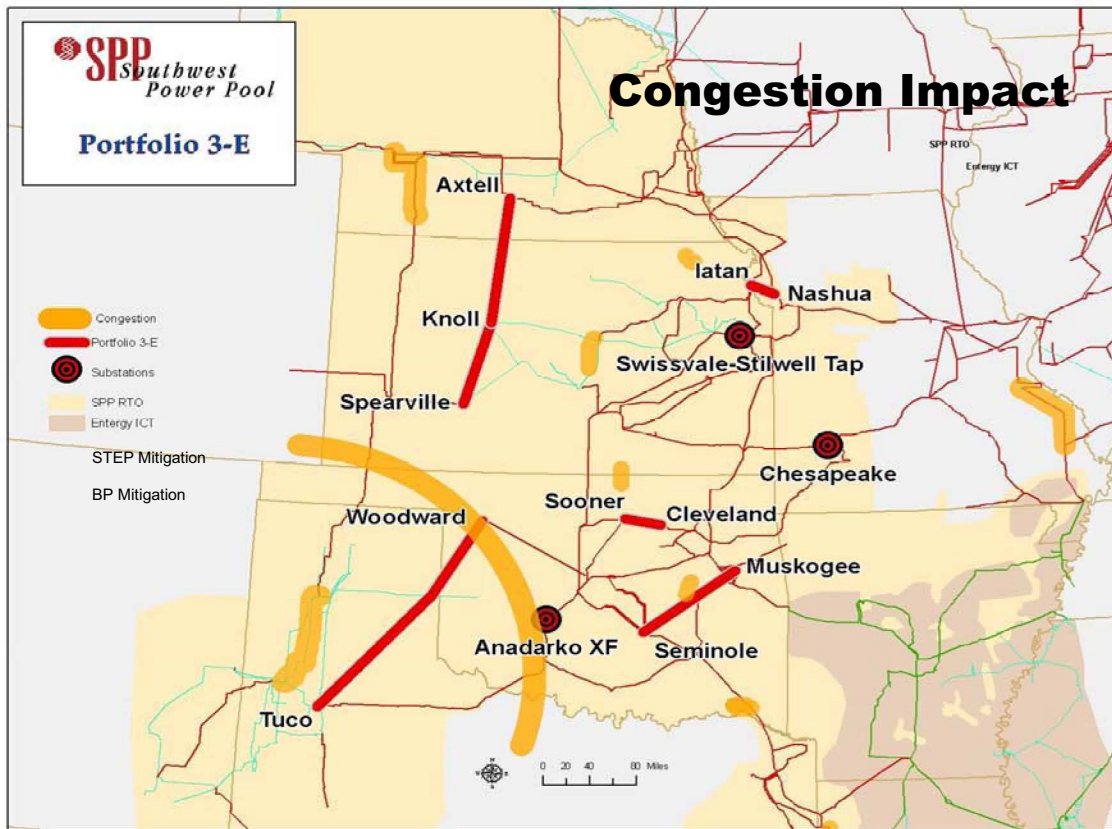 SPP
Southwest
Power Pool
Portfolio 3-E
Congestion Impact
SPP RTO
Entergy ICT
Axtell
Iatan
Nashua
Knoll
Swissvale-Stilwell Tap
Spearville
Chesapeake
Congestion
Portfolio 3-E
Substations
SPP RTO
Entergy ICT
STEP Mitigation
BP Mitigation
Sooner
Cleveland
Woodward
Muskogee
Anadarko XF
Seminole
Tuco
0 20 40 80 Miles